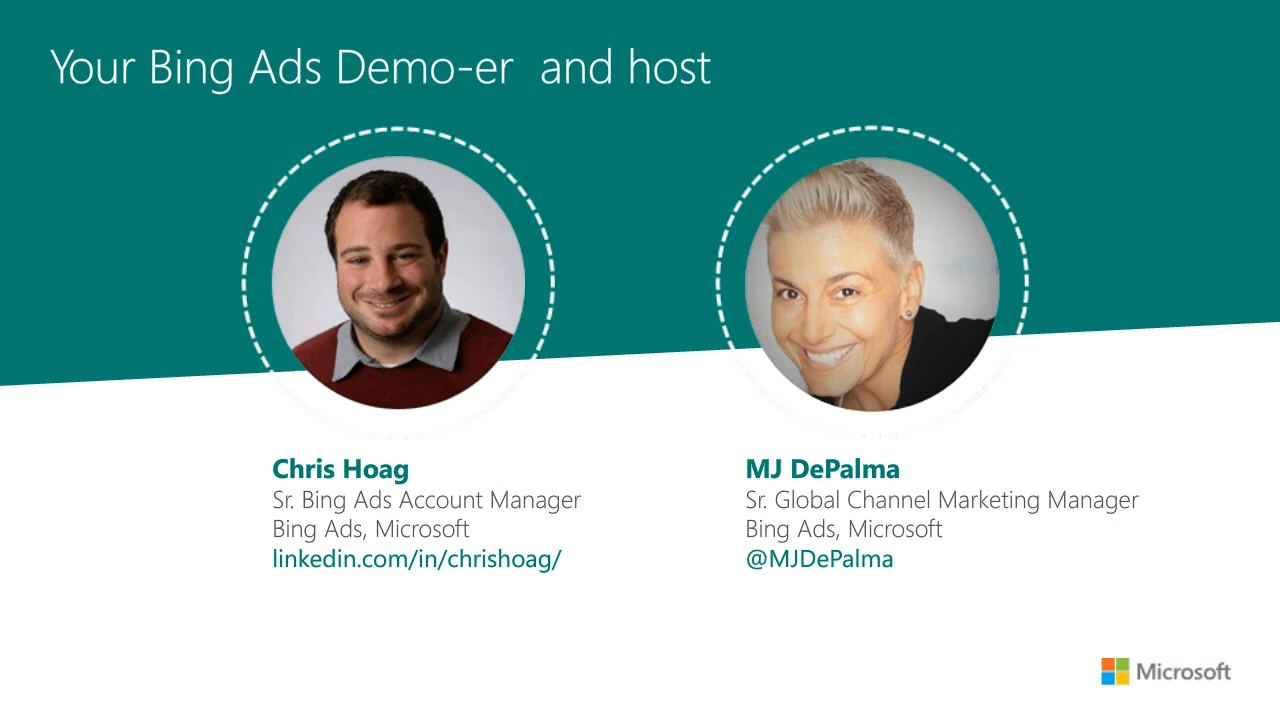 Your Bing Ads Demo-er  and host
Chris Hoag
Sr. Bing Ads Account Manager
Bing Ads, Microsoft
linkedin.com/in/chrishoag/
MJ DePalma
Sr. Global Channel Marketing Manager
Bing Ads, Microsoft
@MJDePalma
Microsoft